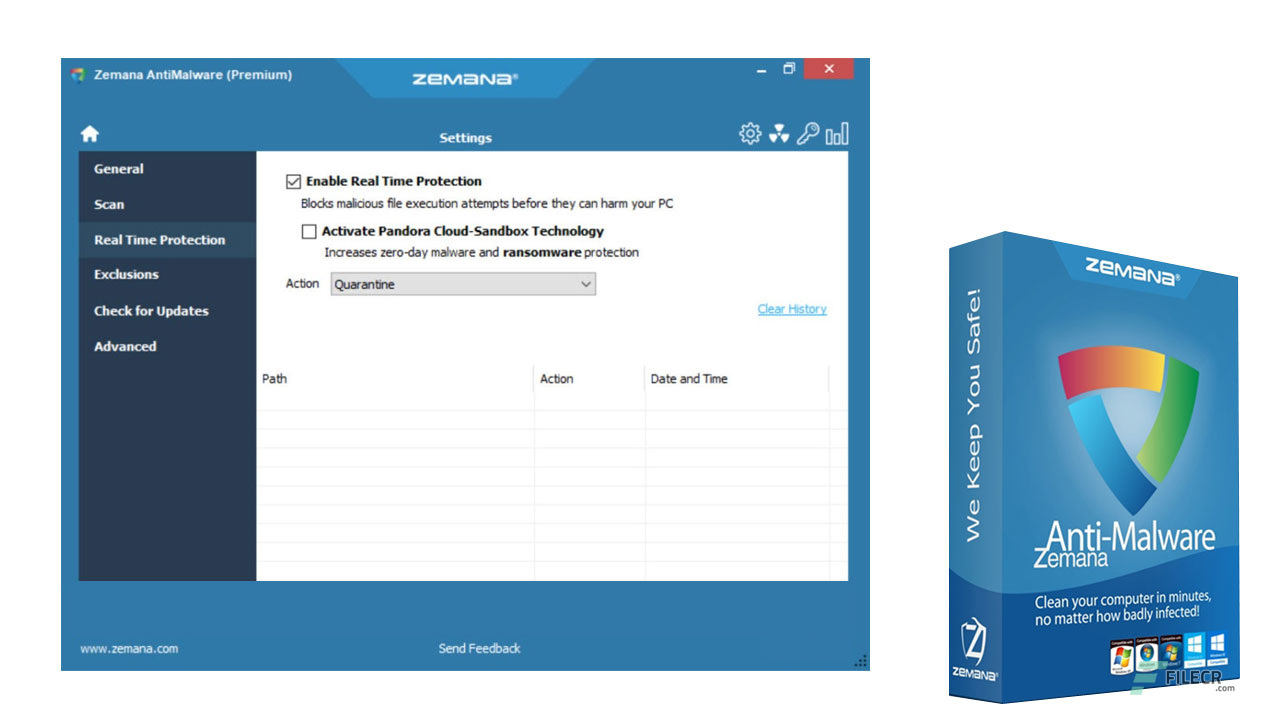 Zemana AntiMalware (Premium)
ZEMANA®
Settings
General
Scan
Real Time Protection
Exclusions
Check for Updates
Advanced
Enable Real Time Protection
Blocks malicious file execution attempts before they can harm your PC
Activate Pandora Cloud-Sandbox Technology
Increases zero-day malware and ransomware protection
Action Quarantine
Clear History
Path Action Date and Time
www.zemana.com
Send Feedback
We Keep You Safe!
ZEMANA
ZEMANA®
Anti-Malware
Zemana
Clean your computer in minutes,
no matter how badly infected!
FILECR
.com